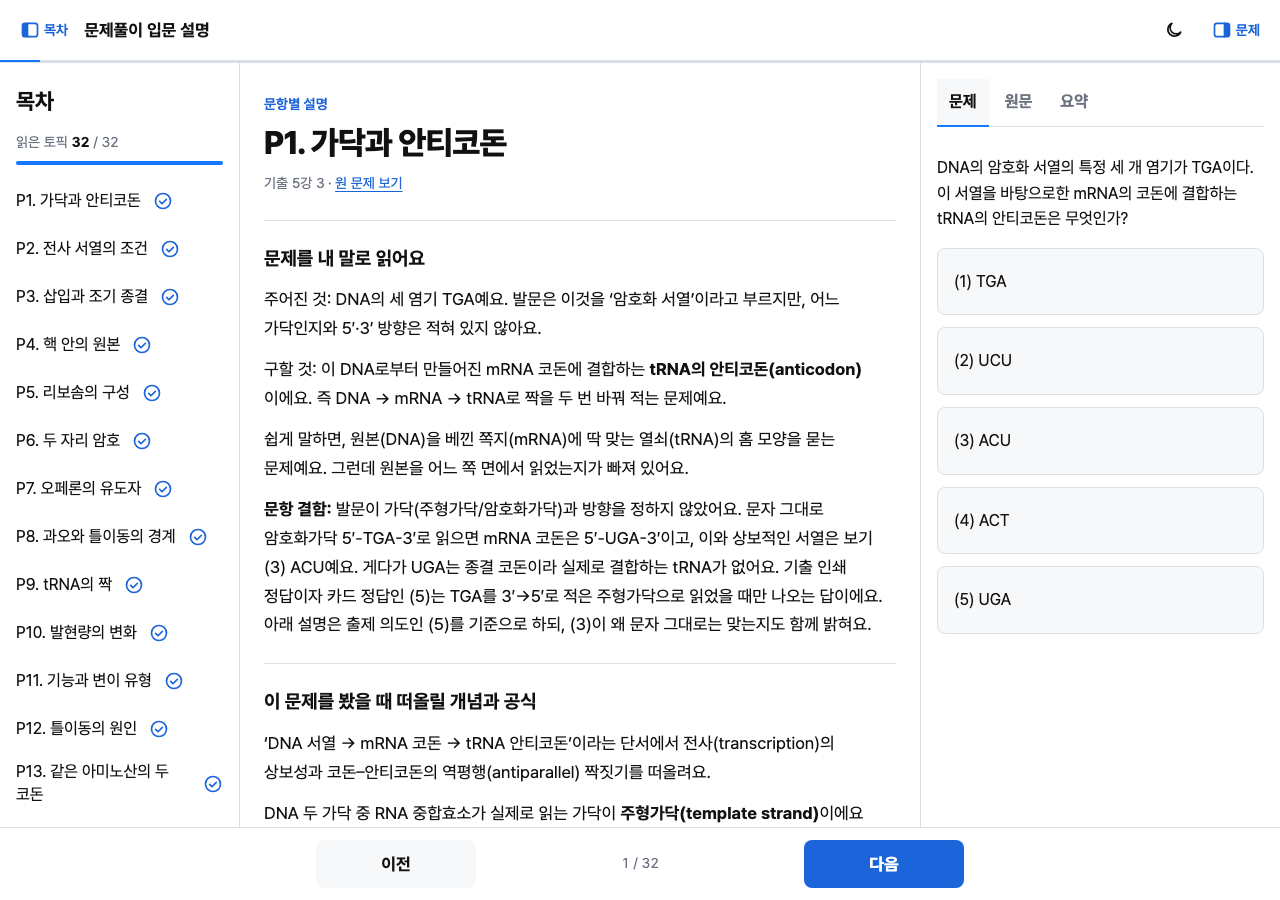 목차
문제풀이 입문 설명
문제
목차
읽은 토픽 32 / 32
P1. 가닥과 안티코돈
P2. 전사 서열의 조건
P3. 삽입과 조기 종결
P4. 핵 안의 원본
P5. 리보솜의 구성
P6. 두 자리 암호
P7. 오페론의 유도자
P8. 과오와 틀이동의 경계
P9. tRNA의 짝
P10. 발현량의 변화
P11. 기능과 변이 유형
P12. 틀이동의 원인
P13. 같은 아미노산의 두
코돈
문항별 설명
P1. 가닥과 안티코돈
기출 5강 3 · 원 문제 보기
문제를 내 말로 읽어요
주어진 것: DNA의 세 염기 TGA예요. 발문은 이것을 ‘암호화 서열’이라고 부르지만, 어느
가닥인지와 5′·3′ 방향은 적혀 있지 않아요.
구할 것: 이 DNA로부터 만들어진 mRNA 코돈에 결합하는 tRNA의 안티코돈(anticodon)
이에요. 즉 DNA → mRNA → tRNA로 짝을 두 번 바꿔 적는 문제예요.
쉽게 말하면, 원본(DNA)을 베낀 쪽지(mRNA)에 딱 맞는 열쇠(tRNA)의 홈 모양을 묻는
문제예요. 그런데 원본을 어느 쪽 면에서 읽었는지가 빠져 있어요.
문항 결함: 발문이 가닥(주형가닥/암호화가닥)과 방향을 정하지 않았어요. 문자 그대로
암호화가닥 5′-TGA-3′로 읽으면 mRNA 코돈은 5′-UGA-3′이고, 이와 상보적인 서열은 보기
(3) ACU예요. 게다가 UGA는 종결 코돈이라 실제로 결합하는 tRNA가 없어요. 기출 인쇄
정답이자 카드 정답인 (5)는 TGA를 3′→5′로 적은 주형가닥으로 읽었을 때만 나오는 답이에요.
아래 설명은 출제 의도인 (5)를 기준으로 하되, (3)이 왜 문자 그대로는 맞는지도 함께 밝혀요.
이 문제를 봤을 때 떠올릴 개념과 공식
‘DNA 서열 → mRNA 코돈 → tRNA 안티코돈’이라는 단서에서 전사(transcription)의
상보성과 코돈–안티코돈의 역평행(antiparallel) 짝짓기를 떠올려요.
DNA 두 가닥 중 RNA 중합효소가 실제로 읽는 가닥이 주형가닥(template strand)이에요
문제
원문
요약
DNA의 암호화 서열의 특정 세 개 염기가 TGA이다.
이 서열을 바탕으로한 mRNA의 코돈에 결합하는
tRNA의 안티코돈은 무엇인가?
(1) TGA
(2) UCU
(3) ACU
(4) ACT
(5) UGA
이전
1 / 32
다음